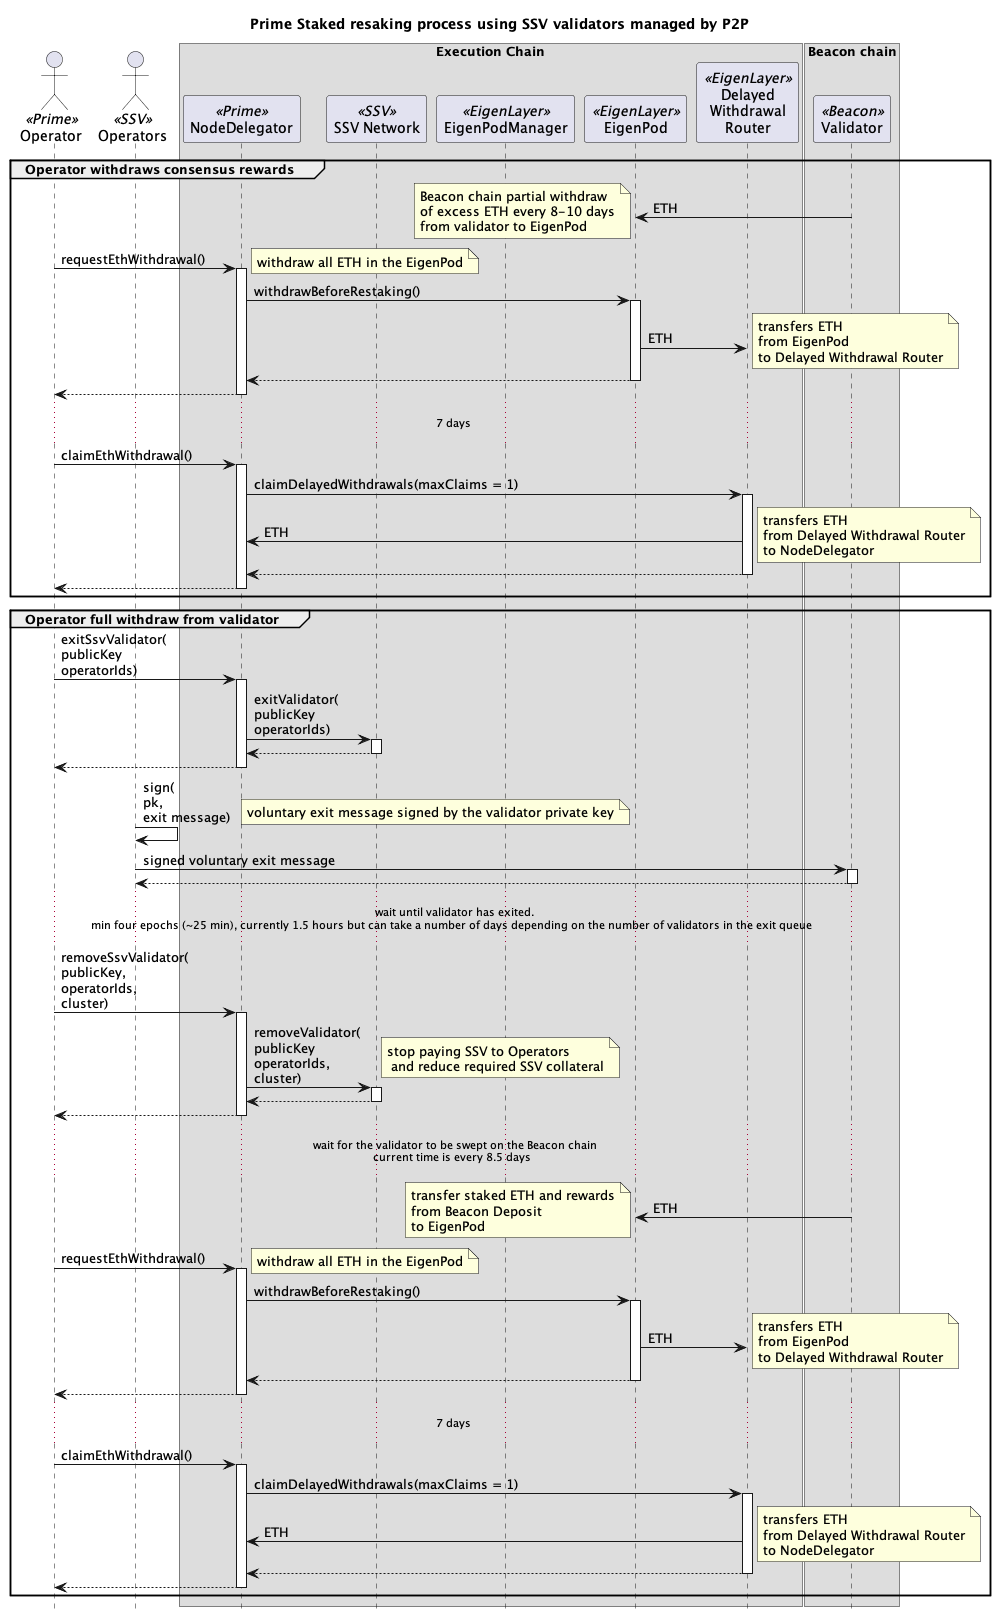 Prime Staked resaking process using SSV validators managed by P2P
Execution Chain
Beacon chain
«Prime»
Operator
«SSV»
Operators
«Prime»
NodeDelegator
«SSV»
SSV Network
«EigenLayer»
EigenPodManager
«EigenLayer»
EigenPod
«EigenLayer»
Delayed
Withdrawal
Router
«Beacon»
Validator
Operator withdraws consensus rewards
Beacon chain partial withdraw
of excess ETH every 8-10 days
from validator to EigenPod
ETH
requestEthWithdrawal()
withdraw all ETH in the EigenPod
withdrawBeforeRestaking()
ETH
transfers ETH
from EigenPod
to Delayed Withdrawal Router
7 days
claimEthWithdrawal()
claimDelayedWithdrawals(maxClaims = 1)
ETH
transfers ETH
from Delayed Withdrawal Router
to NodeDelegator
Operator full withdraw from validator
exitSsvValidator(
publicKey
operatorIds)
exitValidator(
publicKey
operatorIds)
sign(
pk,
exit message)
voluntary exit message signed by the validator private key
signed voluntary exit message
wait until validator has exited.
min four epochs (~25 min), currently 1.5 hours but can take a number of days depending on the number of validators in the exit queue
removeSsvValidator(
publicKey,
operatorIds,
cluster)
removeValidator(
publicKey
operatorIds,
cluster)
stop paying SSV to Operators
and reduce required SSV collateral
wait for the validator to be swept on the Beacon chain
current time is every 8.5 days
transfer staked ETH and rewards
from Beacon Deposit
to EigenPod
ETH
requestEthWithdrawal()
withdraw all ETH in the EigenPod
withdrawBeforeRestaking()
ETH
transfers ETH
from EigenPod
to Delayed Withdrawal Router
7 days
claimEthWithdrawal()
claimDelayedWithdrawals(maxClaims = 1)
ETH
transfers ETH
from Delayed Withdrawal Router
to NodeDelegator